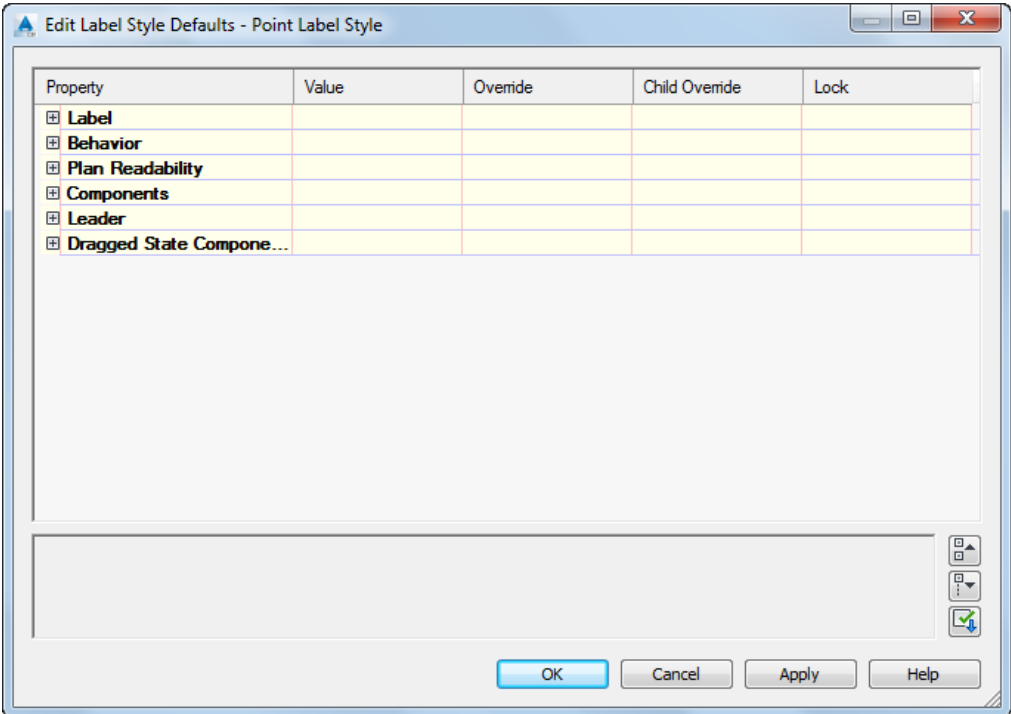 Edit Label Style Defaults - Point Label Style
Property Value Override Child Override Lock
Label
Behavior
Plan Readability
Components
Leader
Dragged State Compone...
OK Cancel Apply Help